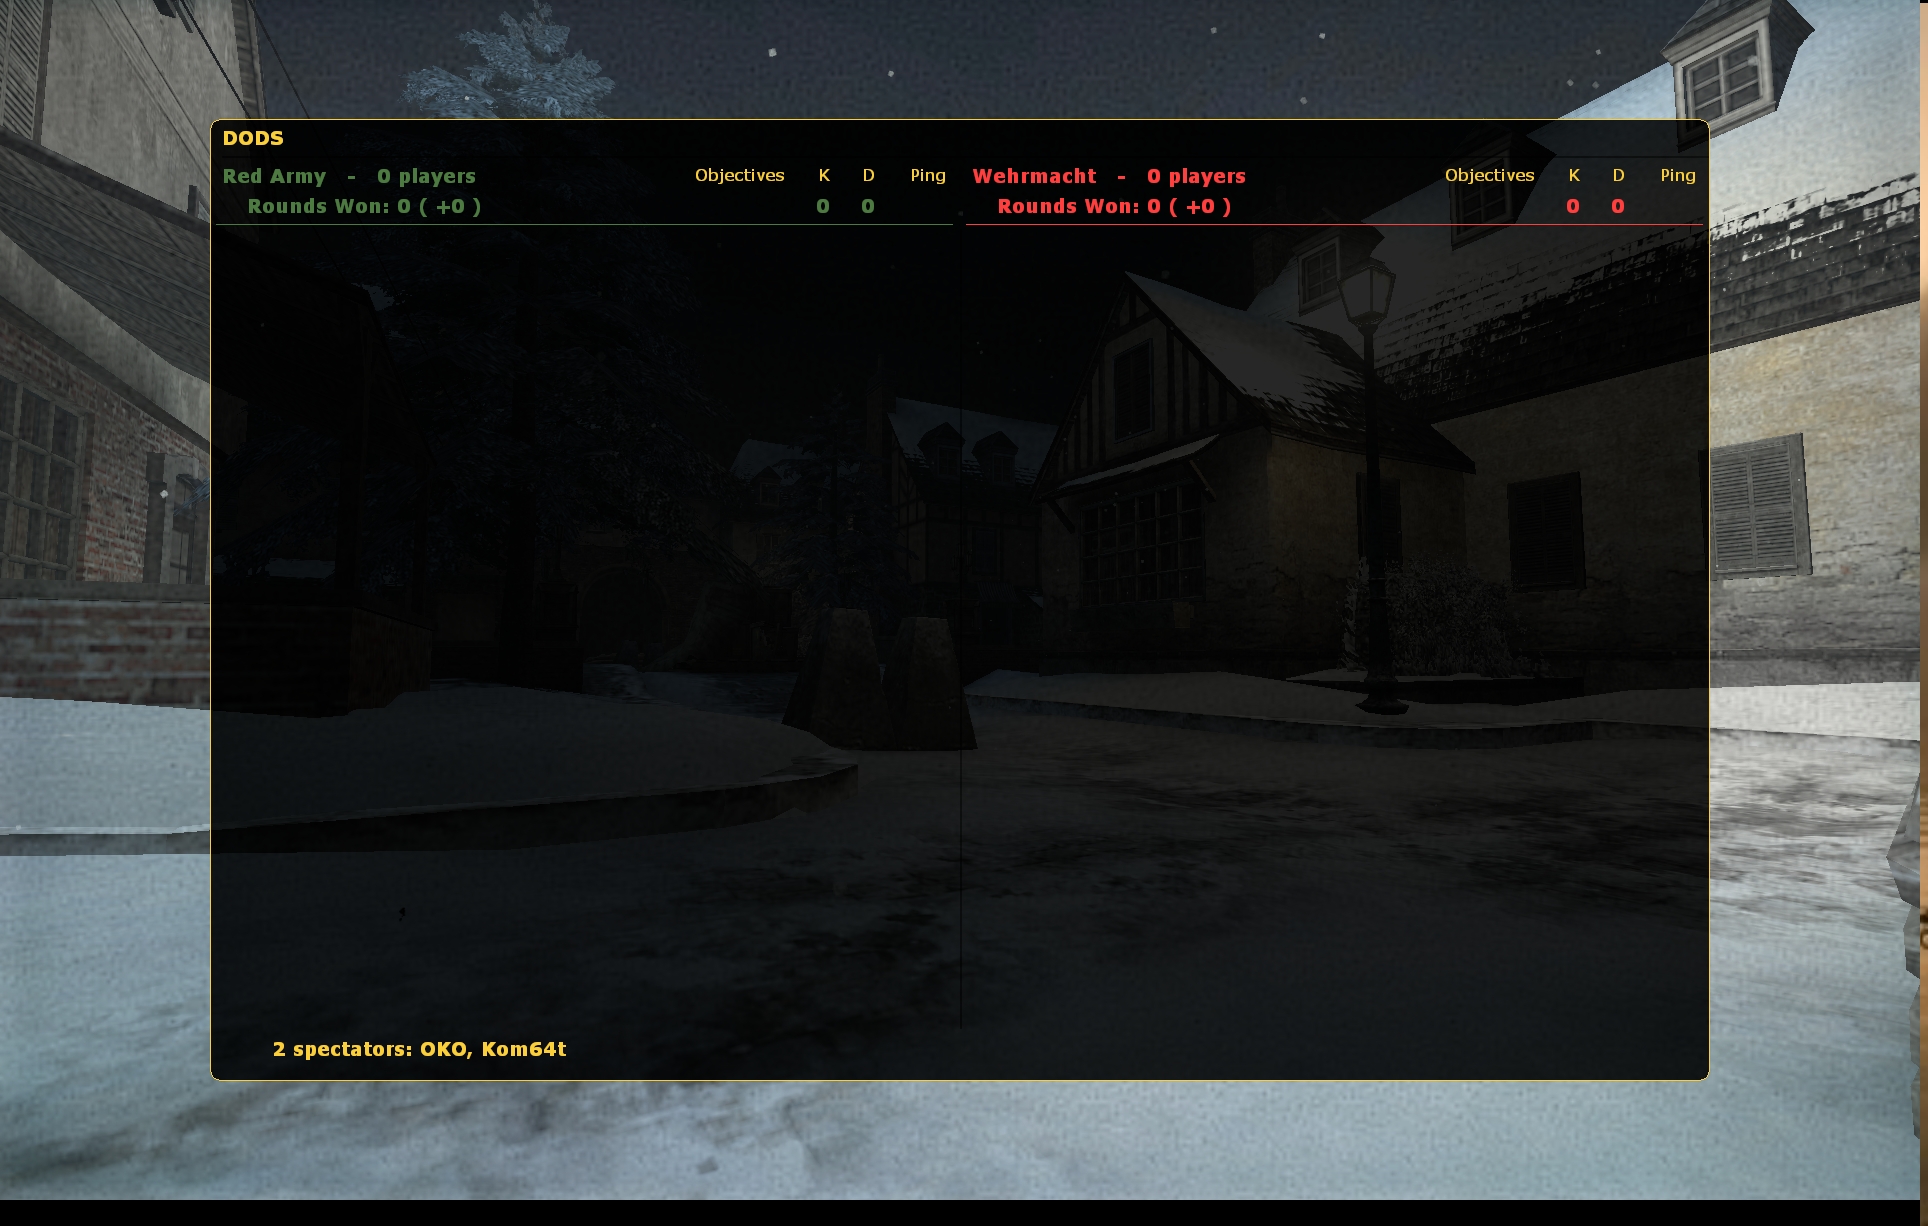 DODS
Red Army - 0 players Objectives K D Ping
Rounds Won: 0 ( +0 ) 0 0
Wehrmacht - 0 players Objectives K D Ping
Rounds Won: 0 ( +0 ) 0 0
2 spectators: OKO, Kom64t